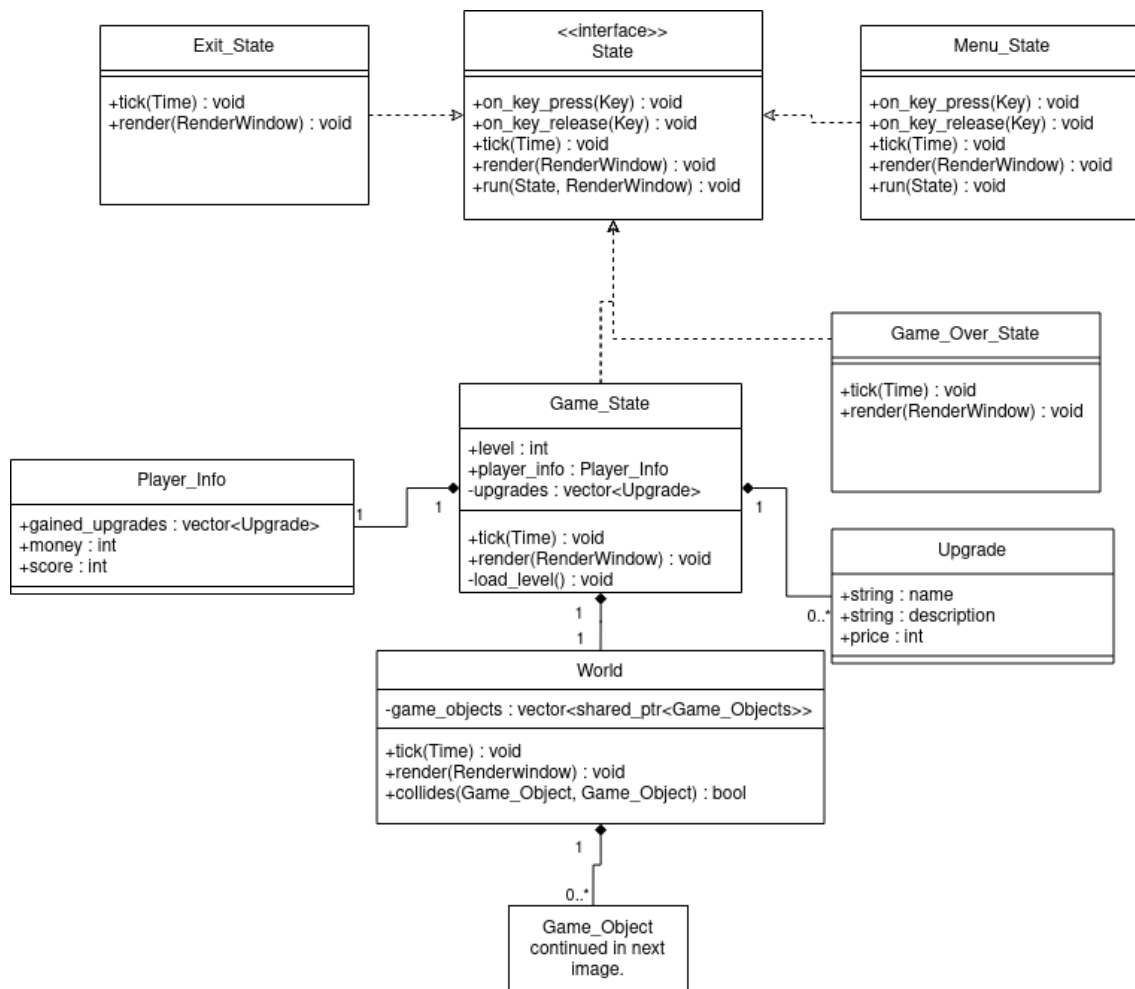 Exit_State
+tick(Time) : void
+render(RenderWindow) : void
<<interface>>
State
+on_key_press(Key) : void
+on_key_release(Key) : void
+tick(Time) : void
+render(RenderWindow) : void
+run(State, RenderWindow) : void
Menu_State
+on_key_press(Key) : void
+on_key_release(Key) : void
+tick(Time) : void
+render(RenderWindow) : void
+run(State) : void
Game_Over_State
+tick(Time) : void
+render(RenderWindow) : void
Game_State
+level : int
+player_info : Player_Info
-upgrades : vector<Upgrade>
+tick(Time) : void
+render(RenderWindow) : void
-load_level() : void
Player_Info
+gained_upgrades : vector<Upgrade>
+money : int
+score : int
1
1
1
0..*
Upgrade
+string : name
+string : description
+price : int
1
1
World
-game_objects : vector<shared_ptr<Game_Objects>>
+tick(Time) : void
+render(Renderwindow) : void
+collides(Game_Object, Game_Object) : bool
1
0..*
Game_Object
continued in next
image.